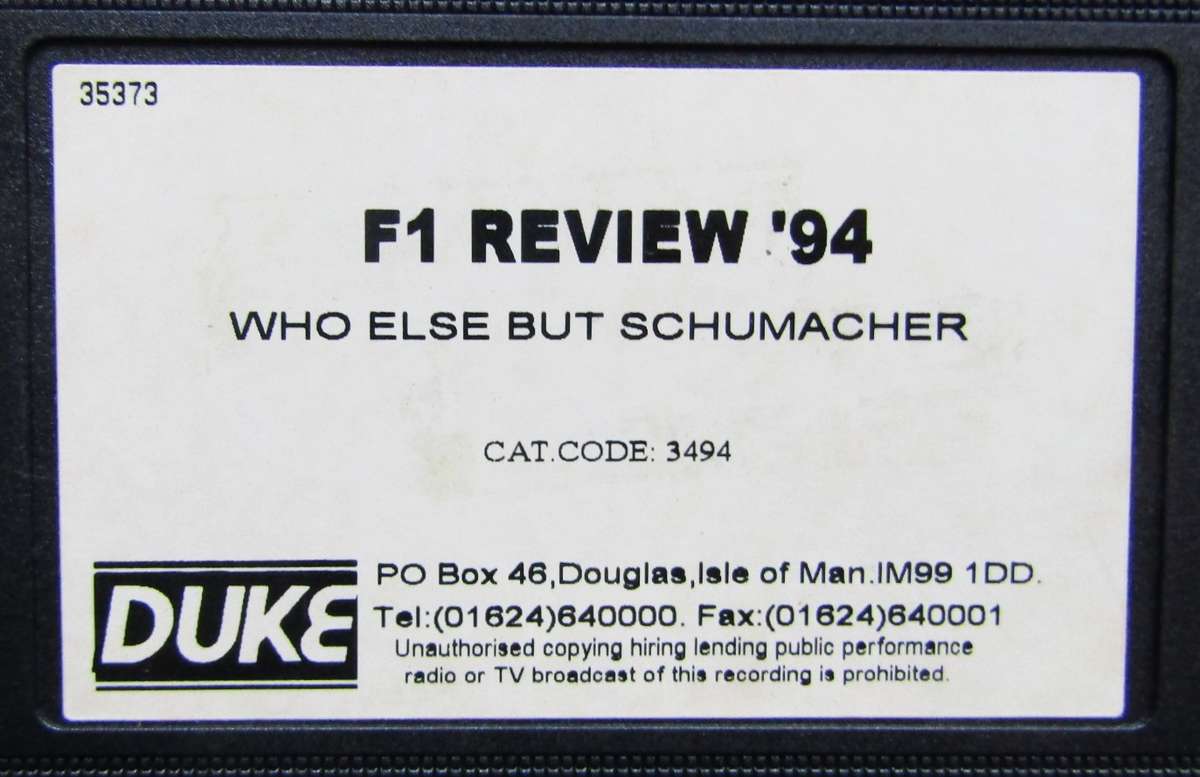 35373
F1 REVIEW '94
WHO ELSE BUT SCHUMACHER
CAT.CODE: 3494
DUKE
PO Box 46,Douglas,Isle of Man.IM99 1DD.
Tel:(01624)640000. Fax:(01624)640001
Unauthorised copying hiring lending public performance
radio or TV broadcast of this recording is prohibited.